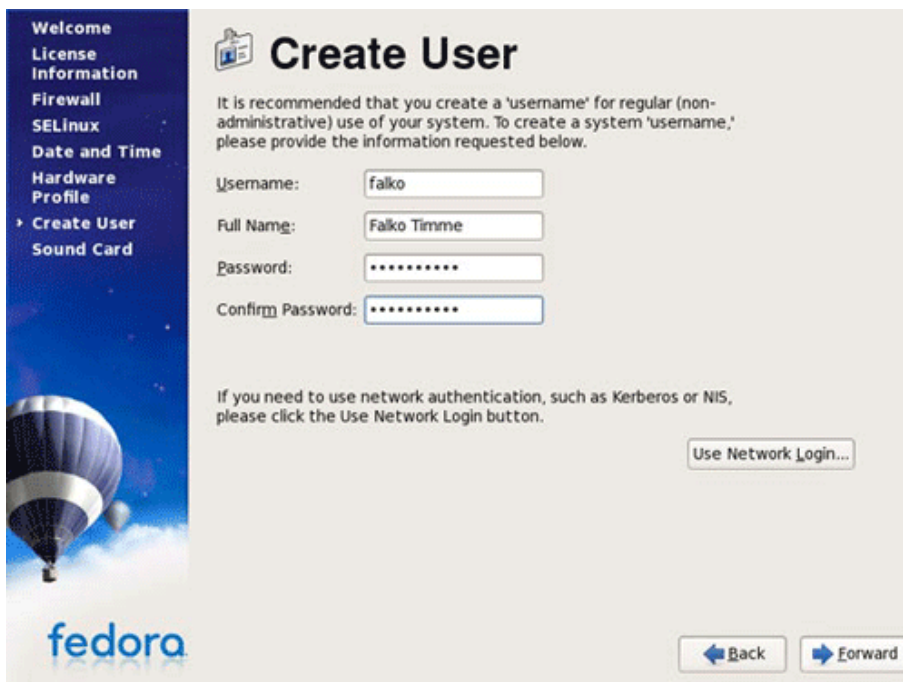 Welcome
License
Information
Firewall
SELinux
Date and Time
Hardware
Profile
Create User
Sound Card
fedora
Create User
It is recommended that you create a 'username' for regular (non-
administrative) use of your system. To create a system 'username,'
please provide the information requested below.
Username: falko
Full Name: Falko Timme
Password: ••••••••••
Confirm Password: ••••••••••
If you need to use network authentication, such as Kerberos or NIS,
please click the Use Network Login button.
Use Network Login...
Back
Forward